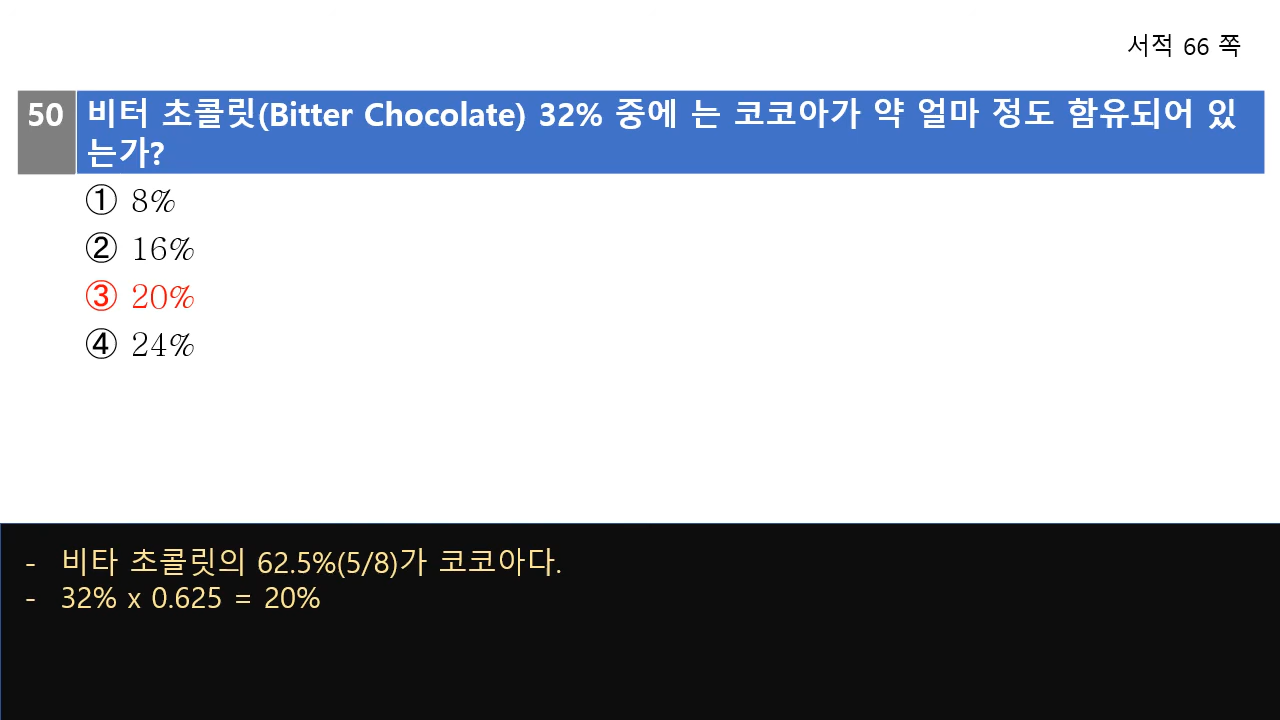 서적 66 쪽
50 비터 초콜릿(Bitter Chocolate) 32% 중에 는 코코아가 약 얼마 정도 함유되어 있
는가?
① 8%
② 16%
③ 20%
④ 24%
- 비타 초콜릿의 62.5%(5/8)가 코코아다.
- 32% x 0.625 = 20%